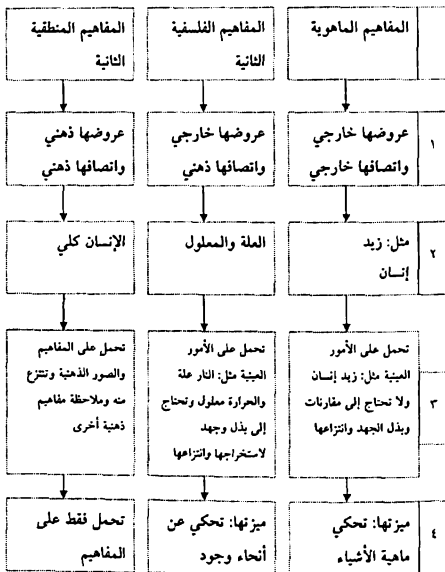 المفاهيم الماهوية
المفاهيم الفلسفية
الثانية
المفاهيم المنطقية
الثانية
١
عروضها خارجي
واتصافها خارجي
عروضها خارجي
واتصافها ذهني
عروضها ذهني
واتصافها ذهني
٢
مثل: زيد
إنسان
العلة والمعلول
الإنسان كلي
٣
تحمل على الأمور
العينية مثل: زيد إنسان
ولا تحتاج إلى مقارنات
وبذل الجهد وانتزاعها
تحمل على الأمور
العينية مثل: النار علة
والحرارة معلول وتحتاج
إلى بذل وجهد
لاستخراجها وانتزاعها
تحمل على المفاهيم
والصور الذهنية وتنتزع
منه وملاحظة مفاهيم
ذهنية أخرى
٤
ميزتها: تحكي
ماهية الأشياء
ميزتها: تحكي عن
أنحاء وجود
تحمل فقط على
المفاهيم